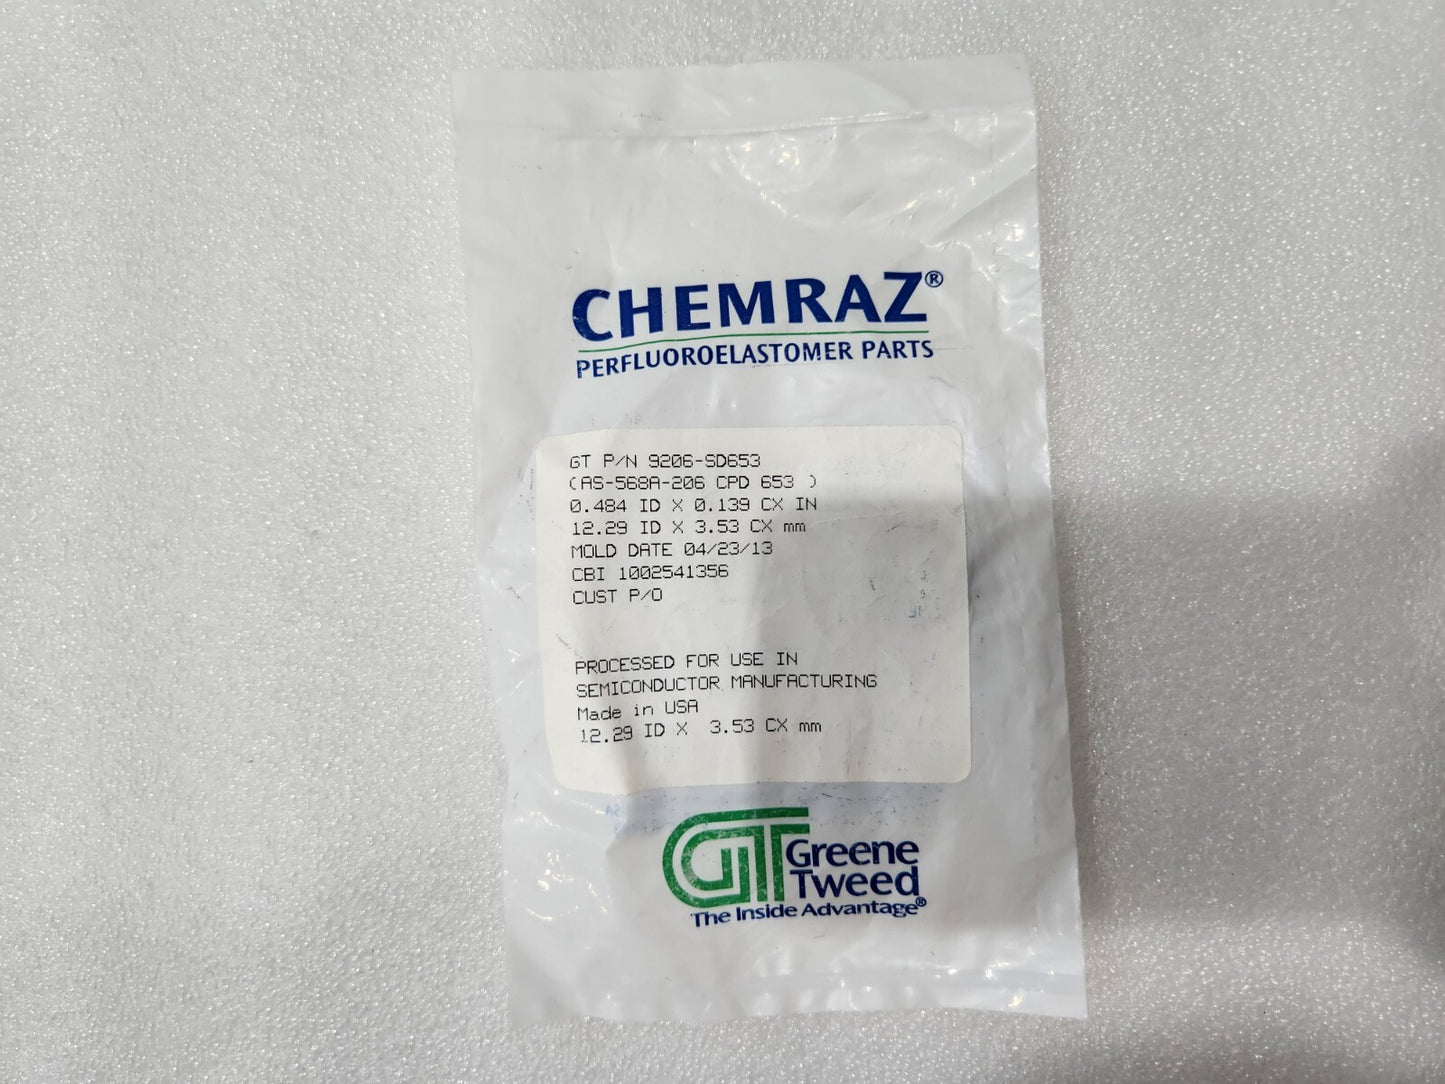 CHEMRAZ®
PERFLUOROELASTOMER PARTS
GT P/N 9206-SD653
(AS-568A-206 CPD 653 )
0.484 ID X 0.139 CX IN
12.29 ID X 3.53 CX mm
MOLD DATE 04/23/13
CBI 1002541356
CUST P/O
PROCESSED FOR USE IN
SEMICONDUCTOR MANUFACTURING
Made in USA
12.29 ID X 3.53 CX mm
GT Greene
Tweed
The Inside Advantage®